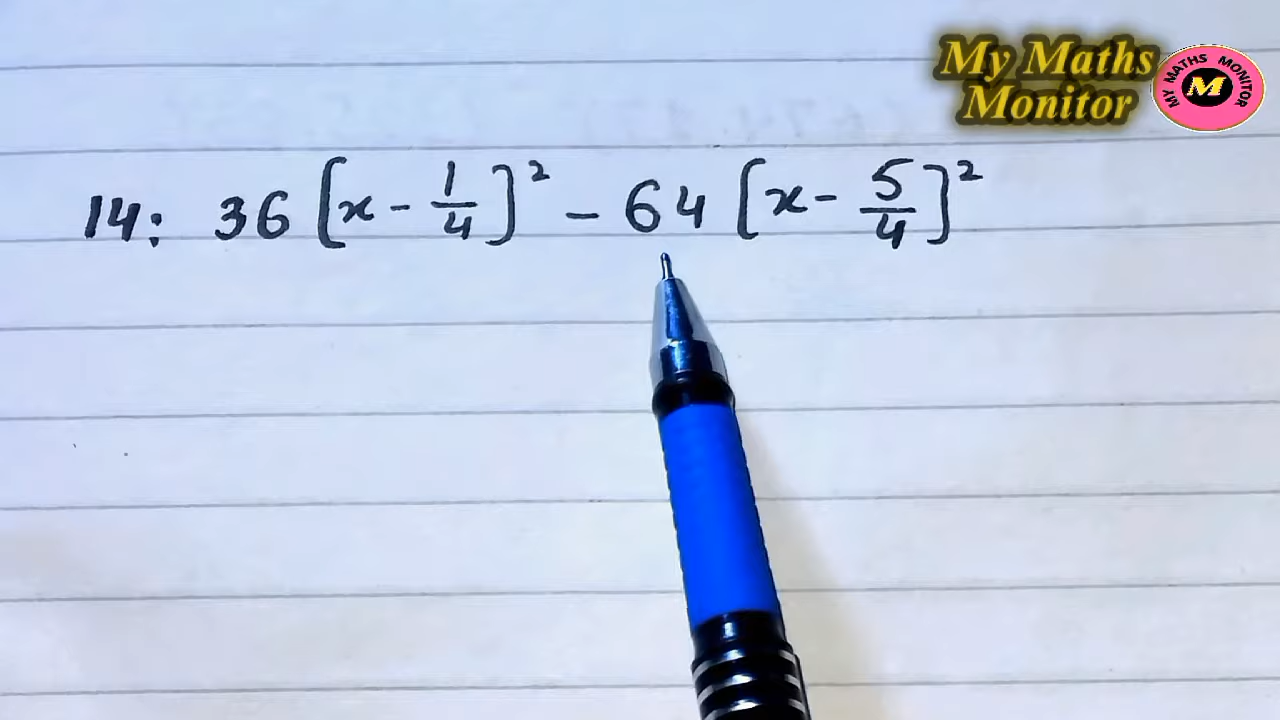 My Maths
Monitor
MY MATHS MONITOR
M
14: 36 [x - 1/4]² - 64 [x - 5/4]²